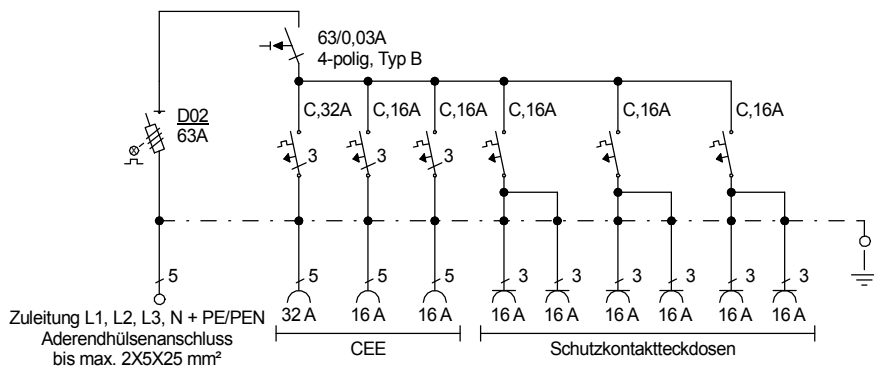 63/0,03A
4-polig, Typ B
D02
63A
C,32A
C,16A
C,16A
C,16A
C,16A
C,16A
3
3
3
5
5
5
5
3
3
3
3
3
3
32 A
16 A
16 A
16 A
16 A
16 A
16 A
16 A
16 A
Zuleitung L1, L2, L3, N + PE/PEN
Aderendhülsenanschluss
bis max. 2X5X25 mm²
CEE
Schutzkontaktteckdosen